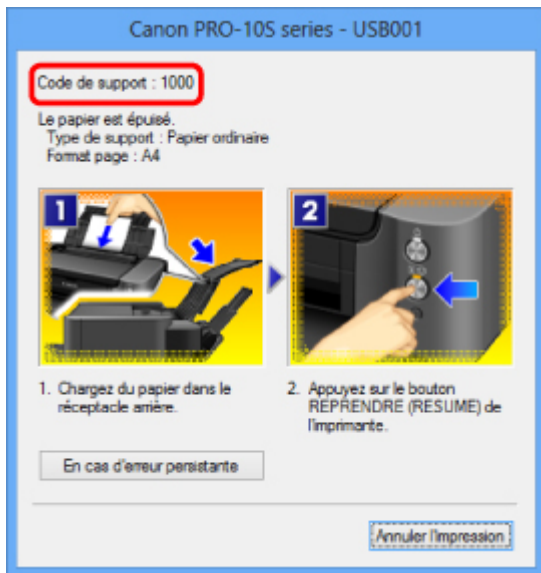 Canon PRO-10S series - USB001
Code de support : 1000
Le papier est épuisé.
Type de support : Papier ordinaire
Format page : A4
1
2
1. Chargez du papier dans le
réceptacle arrière.
2. Appuyez sur le bouton
REPRENDRE (RESUME) de
l'imprimante.
En cas d'erreur persistante
Annuler l'impression